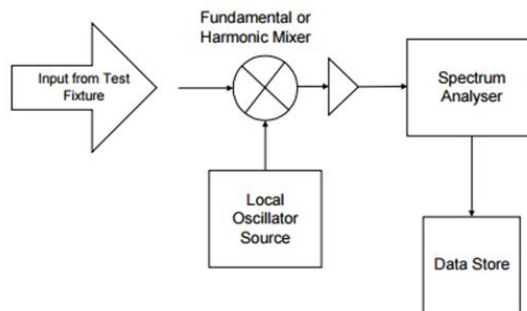 Fundamental or
Harmonic Mixer
Input from Test
Fixture
Spectrum
Analyser
Local
Oscillator
Source
Data Store